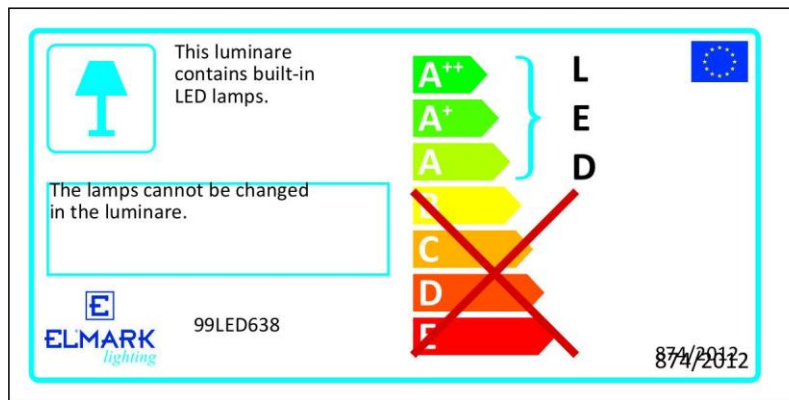 This luminare
contains built-in
LED lamps.
The lamps cannot be changed
in the luminare.
E
ELMARK
lighting
99LED638
A++
A+
A
B
C
D
E
L
E
D
874/2012
874/2012